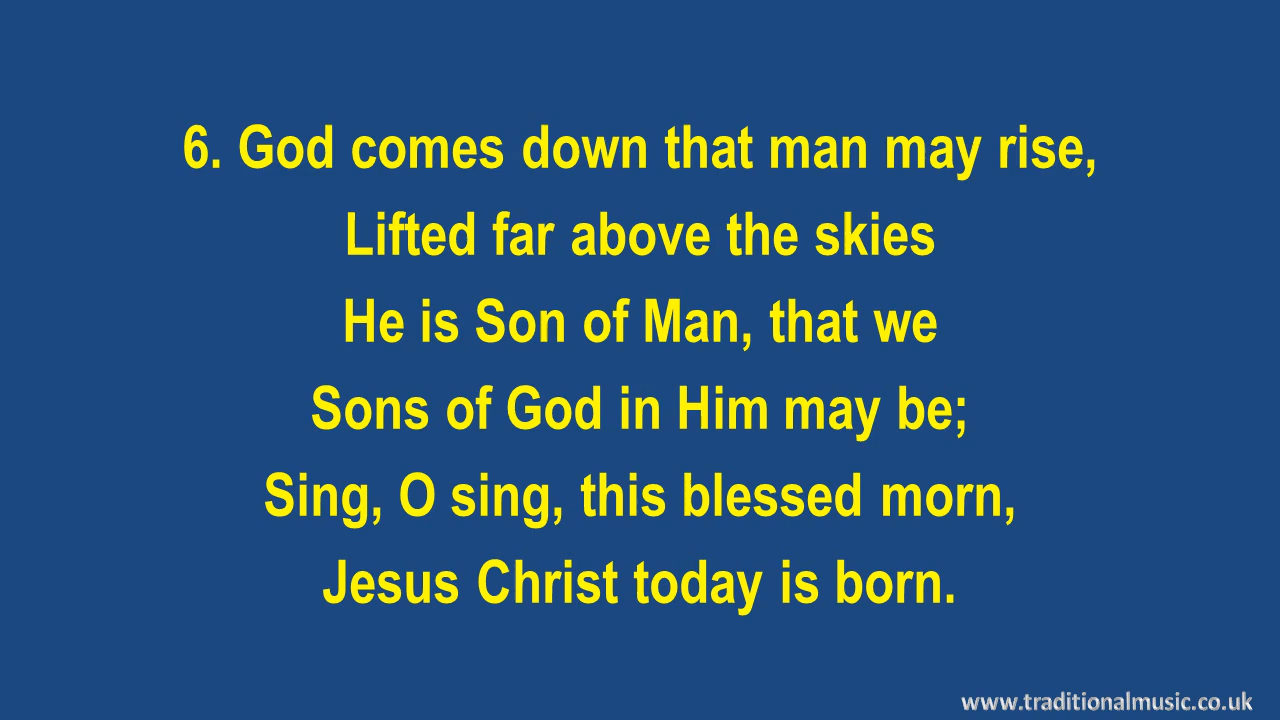 6. God comes down that man may rise,
Lifted far above the skies
He is Son of Man, that we
Sons of God in Him may be;
Sing, O sing, this blessed morn,
Jesus Christ today is born.
www.traditionalmusic.co.uk